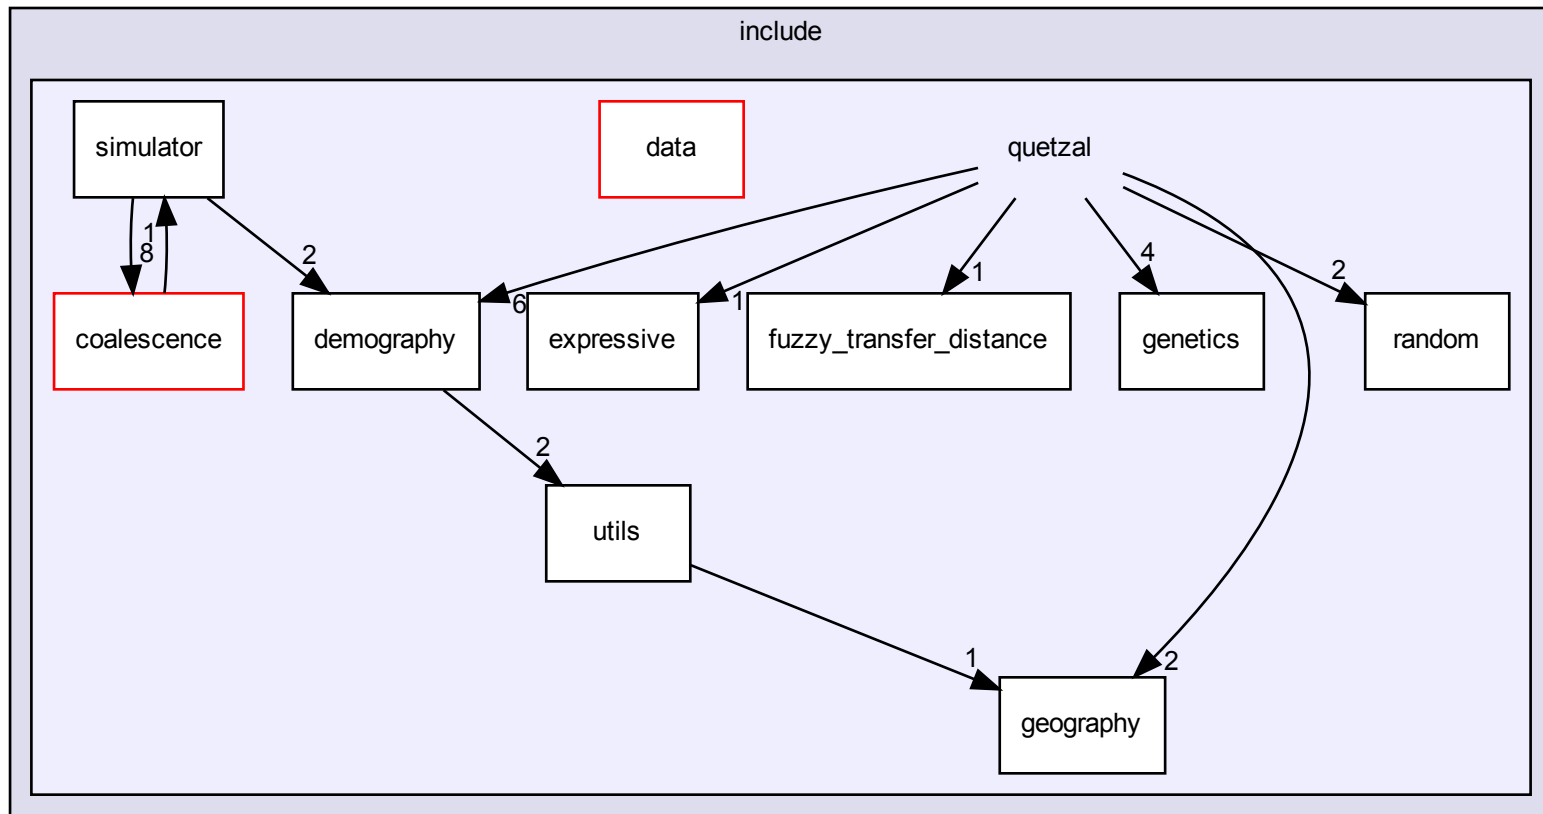 include
simulator
data
quetzal
1
8
2
6
1
1
4
2
coalescence
demography
expressive
fuzzy_transfer_distance
genetics
random
2
utils
1
2
geography